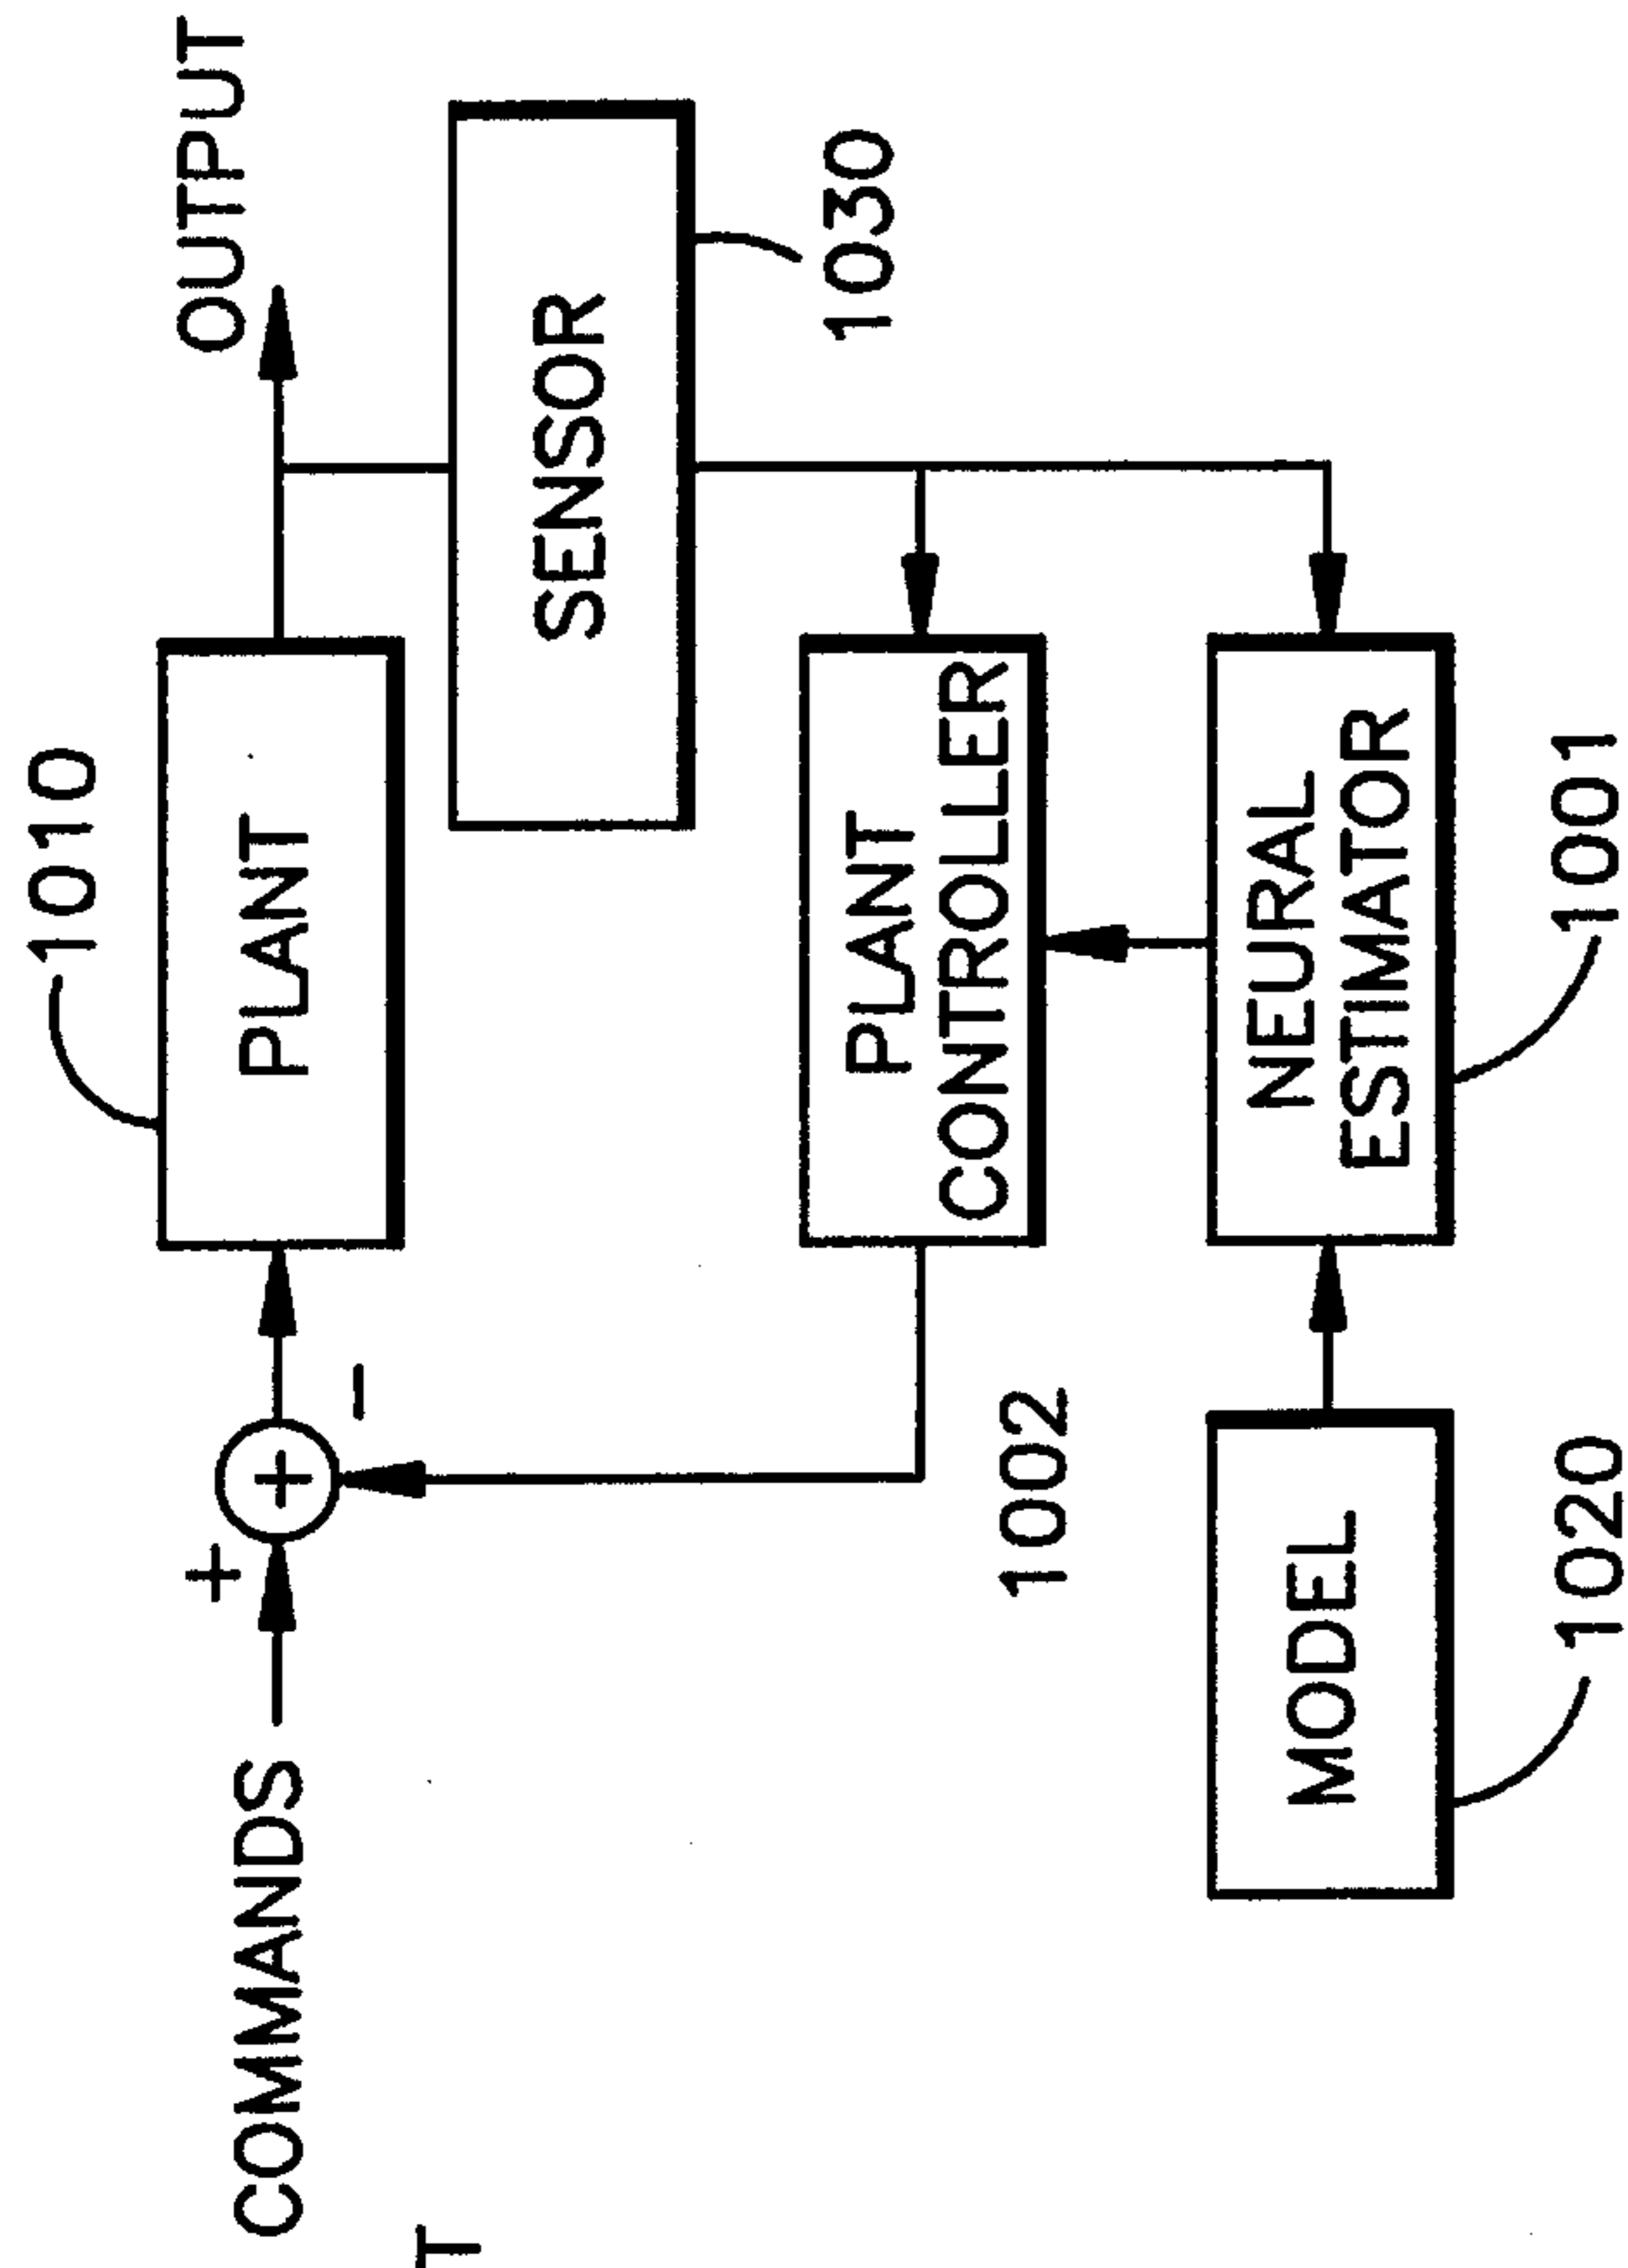 OUTPUT
1010
PLANT
+
+
−
COMMANDS
SENSOR
1030
PLANT
CONTROLLER
1002
NEURAL
ESTIMATOR
1001
MODEL
1020
T